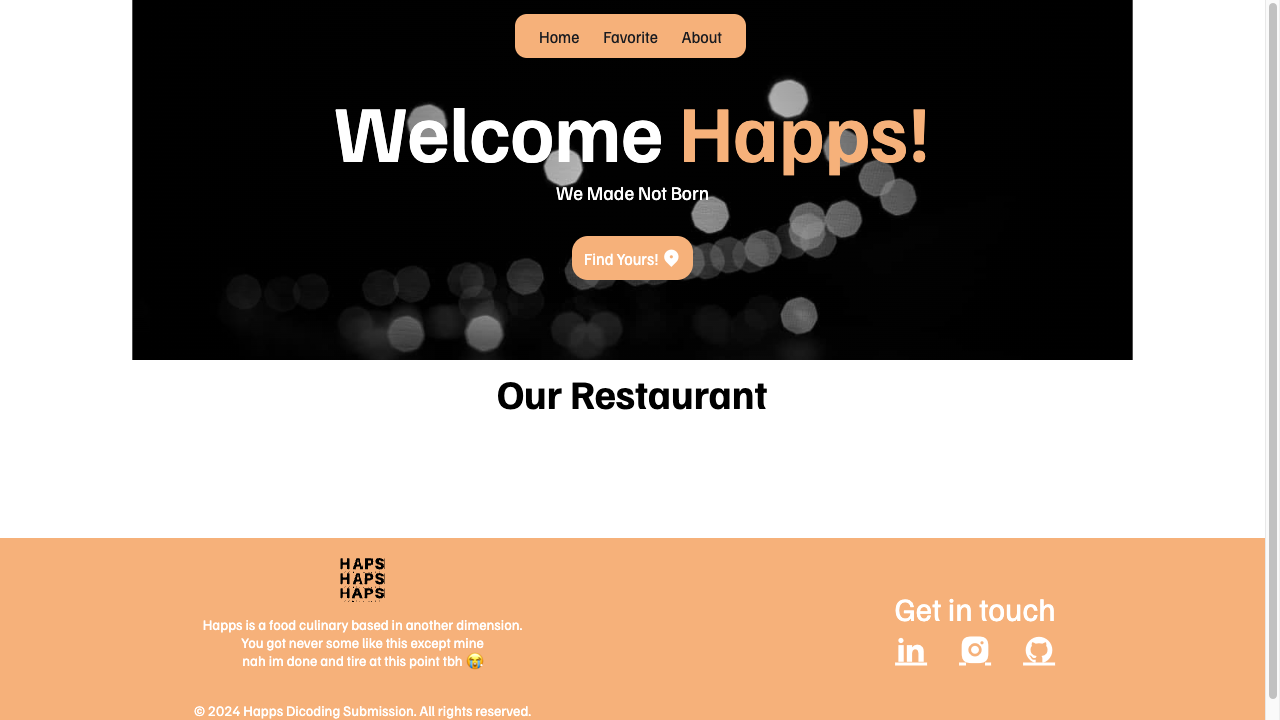 Home Favorite About
Welcome Happs!
We Made Not Born
Find Yours!
Our Restaurant
HAPS
HAPS
HAPS
Happs is a food culinary based in another dimension.
You got never some like this except mine
nah im done and tire at this point tbh 😭
© 2024 Happs Dicoding Submission. All rights reserved.
Get in touch
in